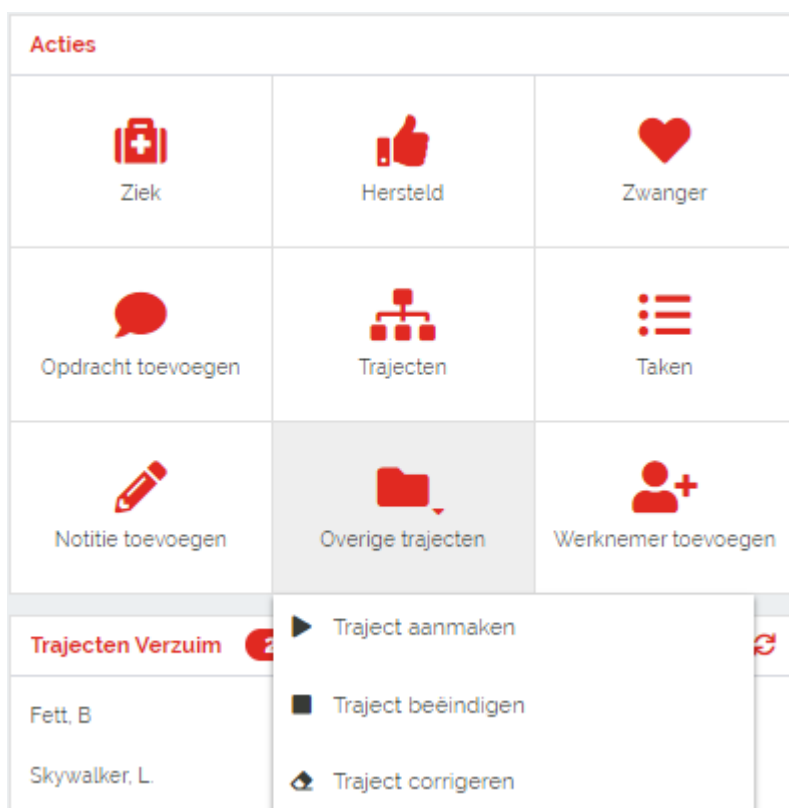 Acties
Ziek
Hersteld
Zwanger
Opdracht toevoegen
Trajecten
Taken
Notitie toevoegen
Overige trajecten
Werknemer toevoegen
Trajecten Verzuim
Traject aanmaken
Fett, B
Traject beëindigen
Skywalker, L.
Traject corrigeren